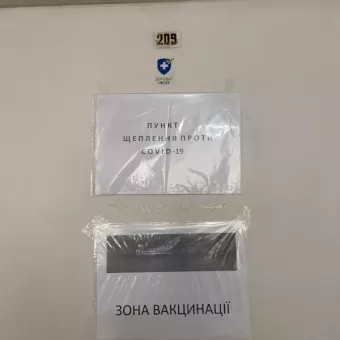 209
ПУНКТ
ЩЕПЛЕННЯ ПРОТИ
COVID-19
ЗОНА ВАКЦИНАЦІЇ